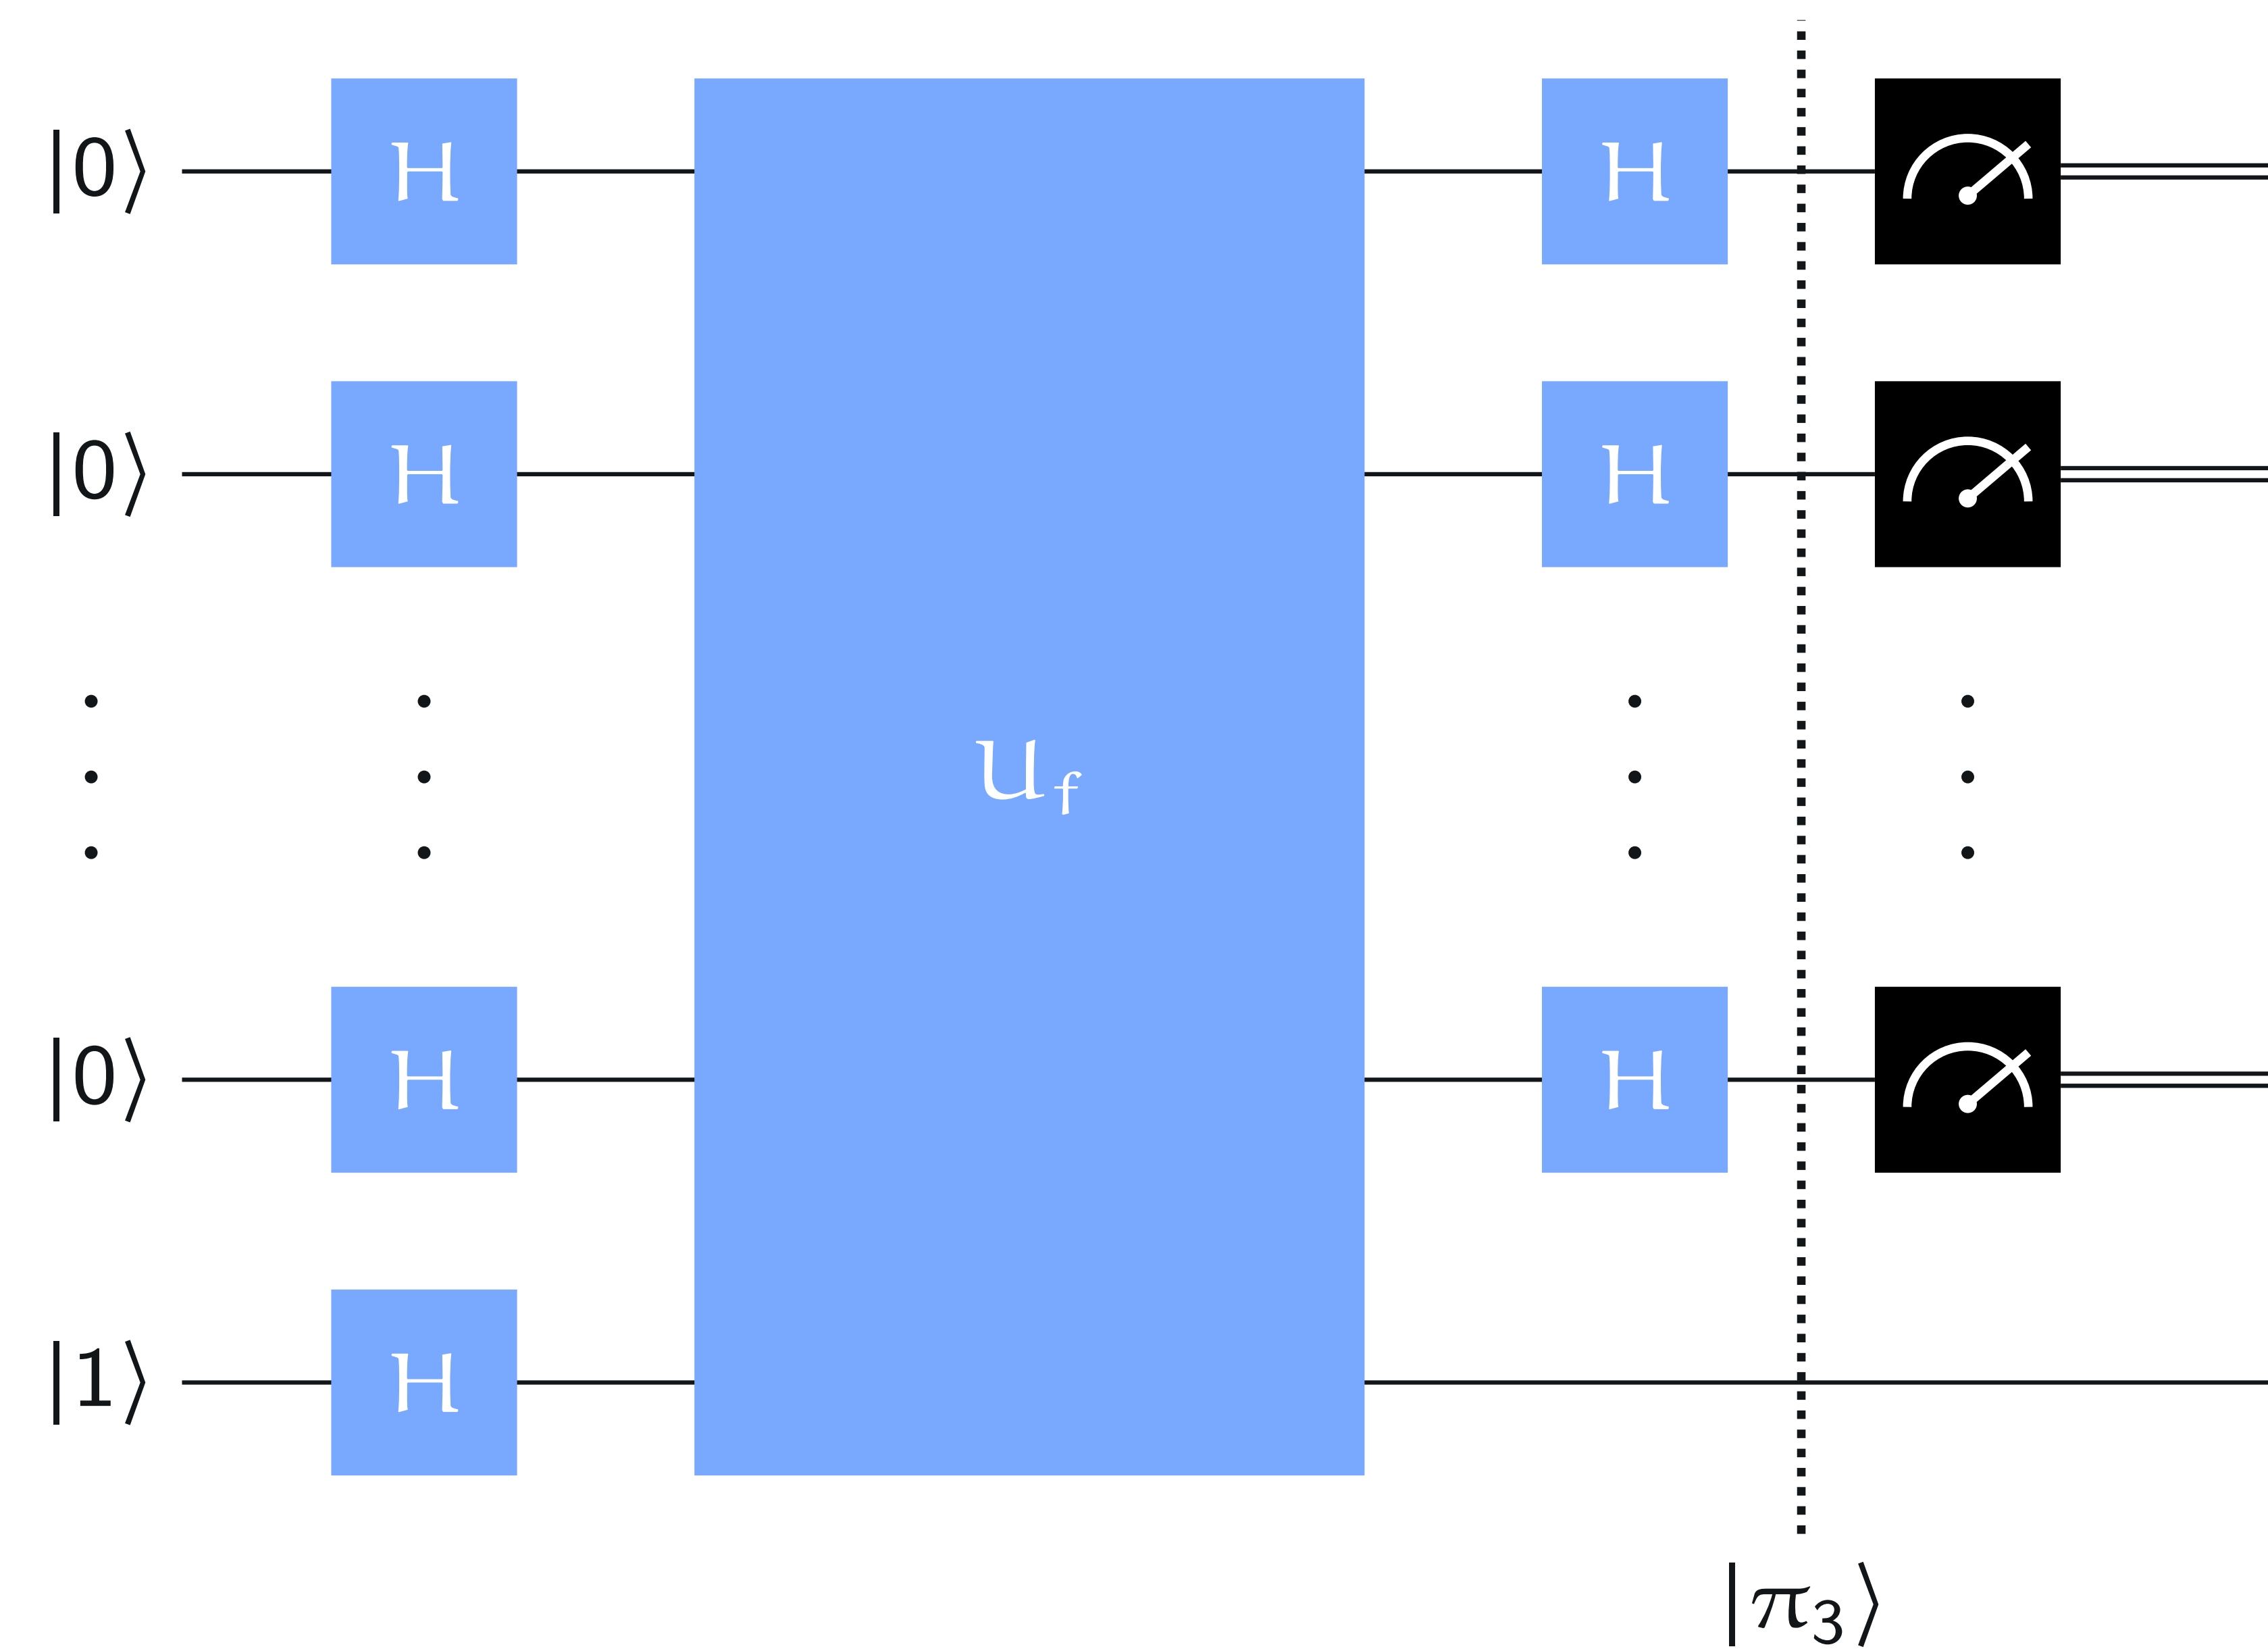 |0⟩ H H
|0⟩ H H
U_f
|0⟩ H H
|1⟩ H
|π₃⟩